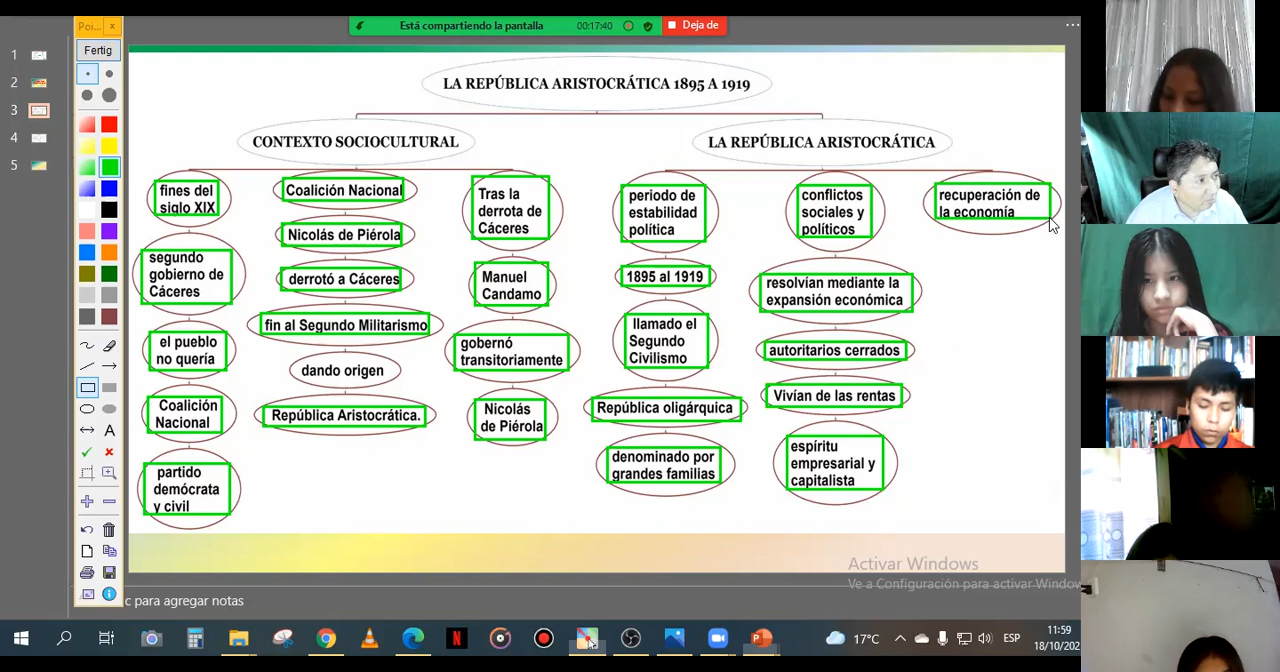 Poi...
Está compartiendo la pantalla
00:17:40
Deja de
Fertig
1
2
3
4
5
LA REPÚBLICA ARISTOCRÁTICA 1895 A 1919
CONTEXTO SOCIOCULTURAL
fines del
siglo XIX
segundo
gobierno de
Cáceres
el pueblo
no quería
Coalición
Nacional
partido
demócrata
y civil
Coalición Nacional
Nicolás de Piérola
derrotó a Cáceres
fin al Segundo Militarismo
dando origen
República Aristocrática.
Tras la
derrota de
Cáceres
Manuel
Candamo
gobernó
transitoriamente
Nicolás
de Piérola
LA REPÚBLICA ARISTOCRÁTICA
periodo de
estabilidad
política
1895 al 1919
llamado el
Segundo
Civilismo
República oligárquica
denominado por
grandes familias
conflictos
sociales y
políticos
resolvían mediante la
expansión económica
autoritarios cerrados
Vivían de las rentas
espíritu
empresarial y
capitalista
recuperación de
la economía
Activar Windows
Ve a Configuración para activar Window
c para agregar notas
17°C
ESP
11:59
18/10/202